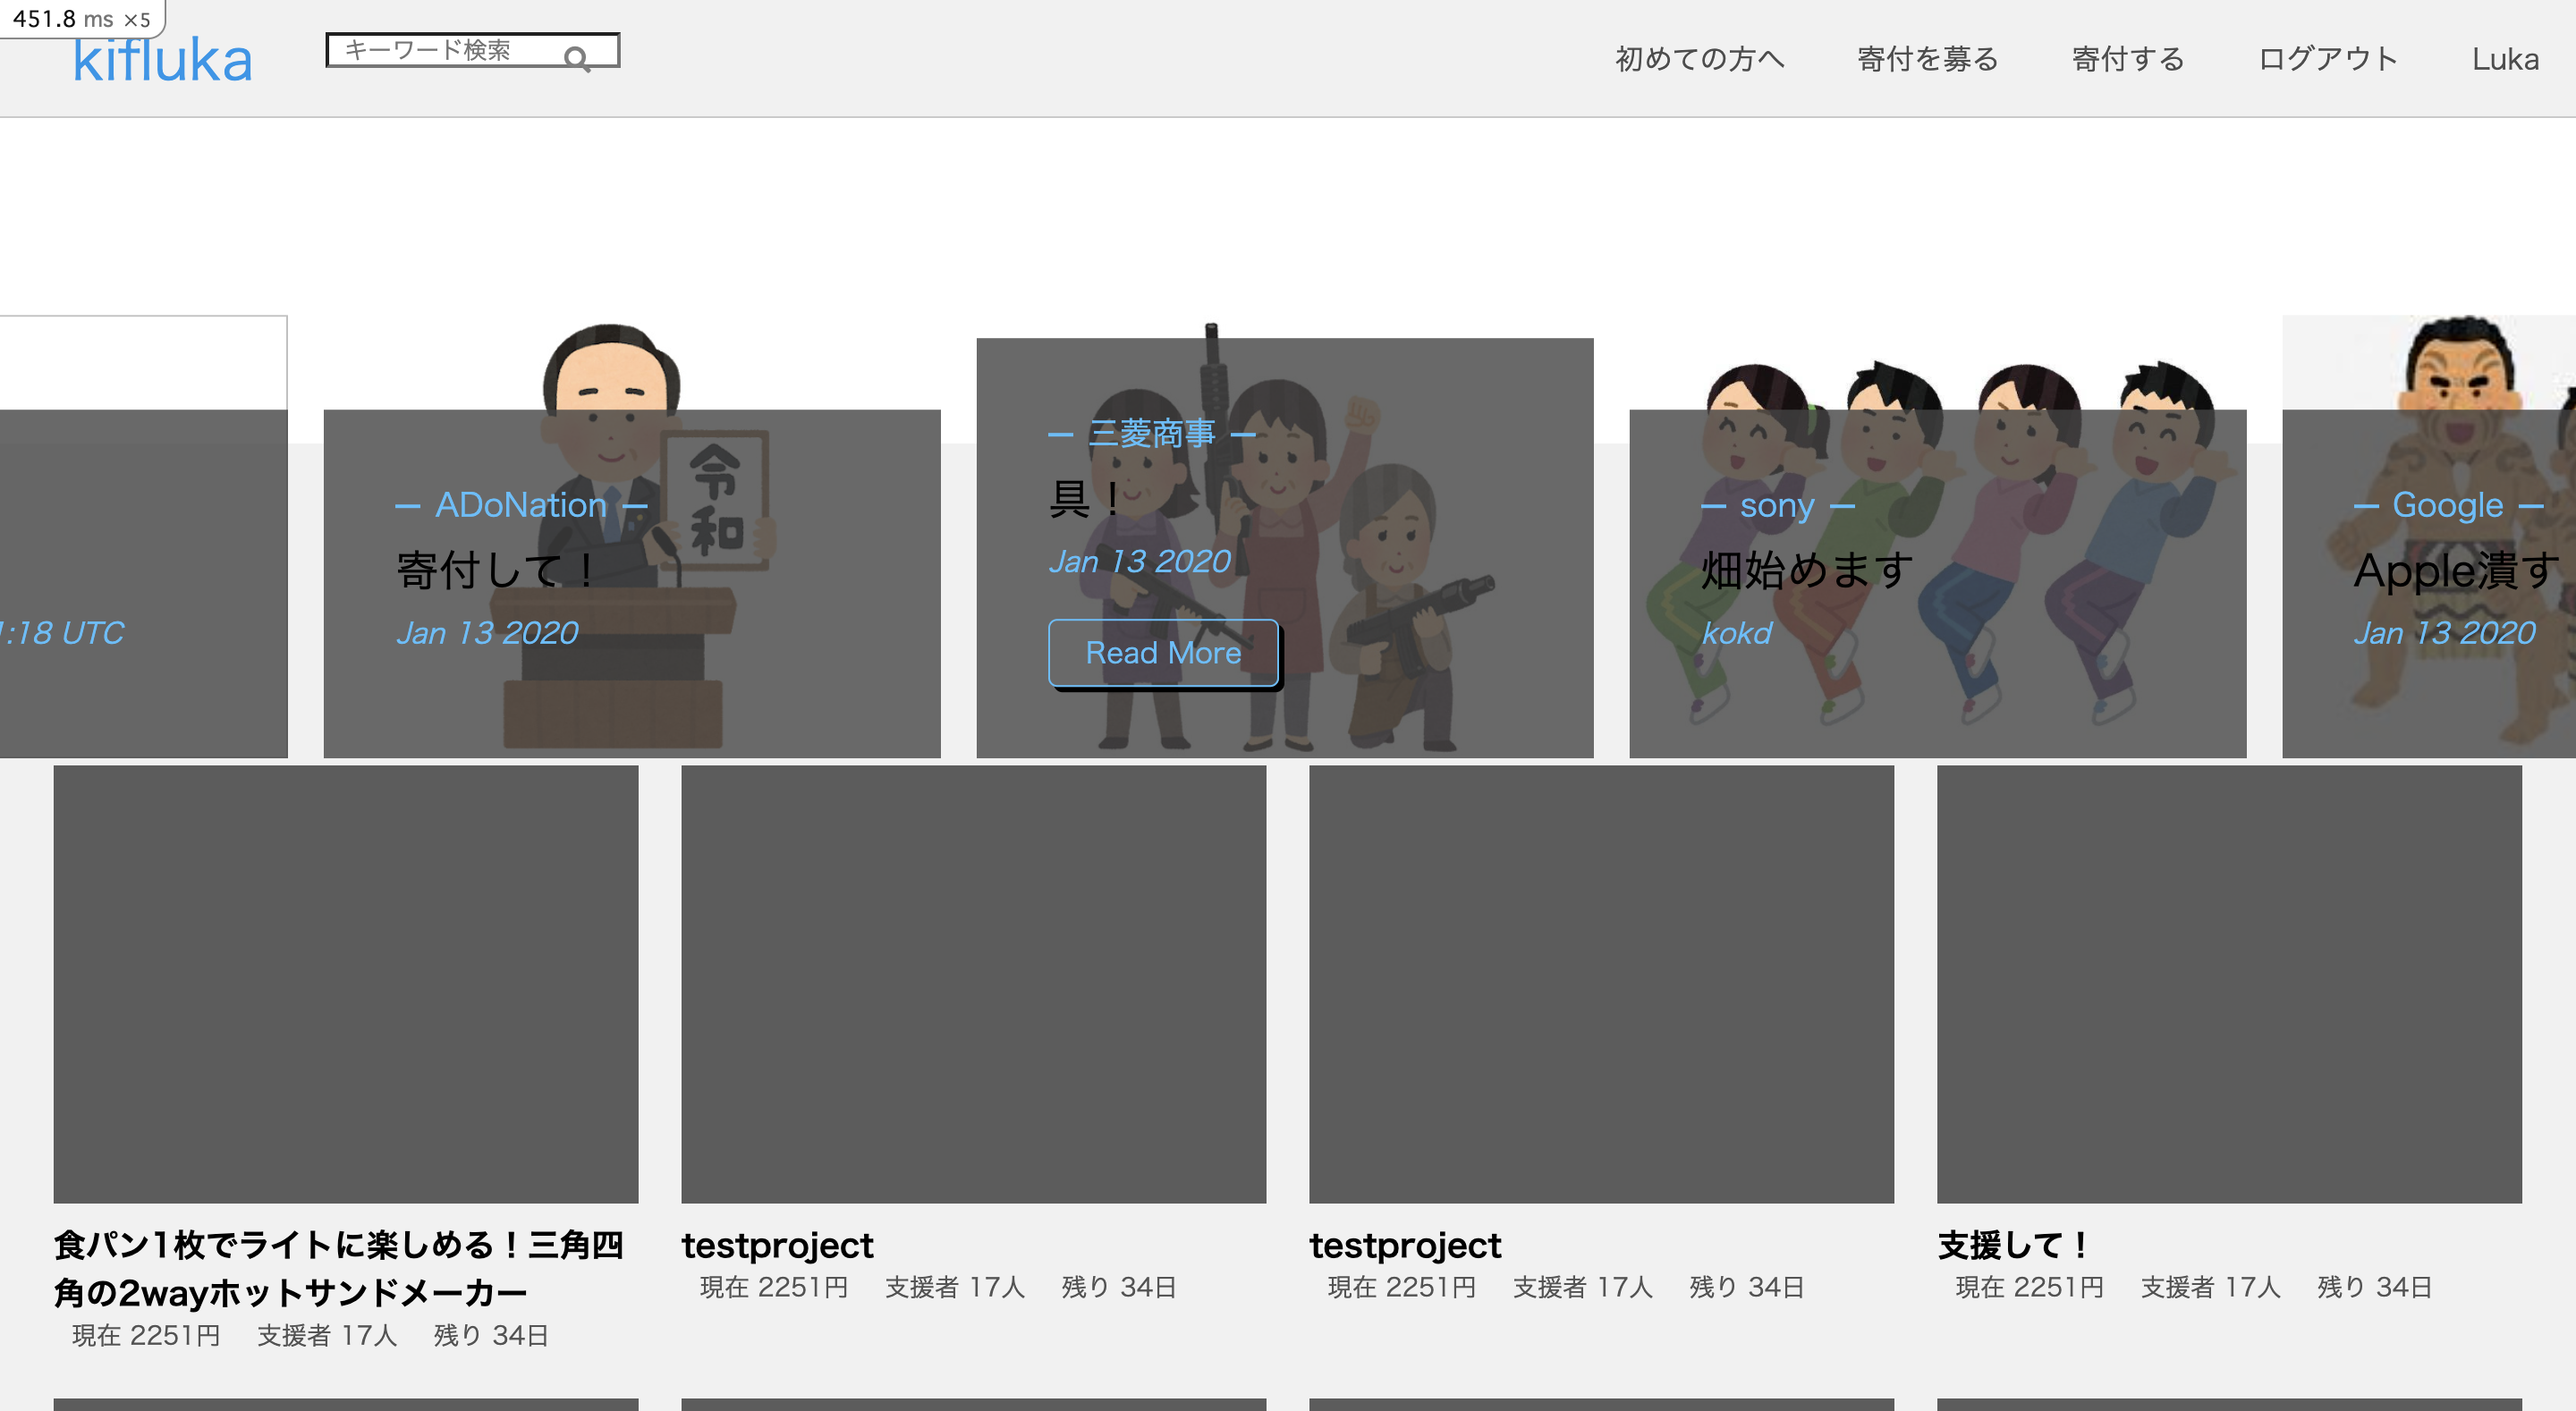 451.8 ms ×5
kifluka
キーワード検索
初めての方へ 寄付を募る 寄付する ログアウト Luka
1:18 UTC
— ADoNation —
寄付して！
Jan 13 2020
令和
— 三菱商事 —
具！
Jan 13 2020
Read More
— sony —
畑始めます
kokd
— Google —
Apple潰す
Jan 13 2020
食パン1枚でライトに楽しめる！三角四
角の2wayホットサンドメーカー
現在 2251円 支援者 17人 残り 34日
testproject
現在 2251円 支援者 17人 残り 34日
testproject
現在 2251円 支援者 17人 残り 34日
支援して！
現在 2251円 支援者 17人 残り 34日